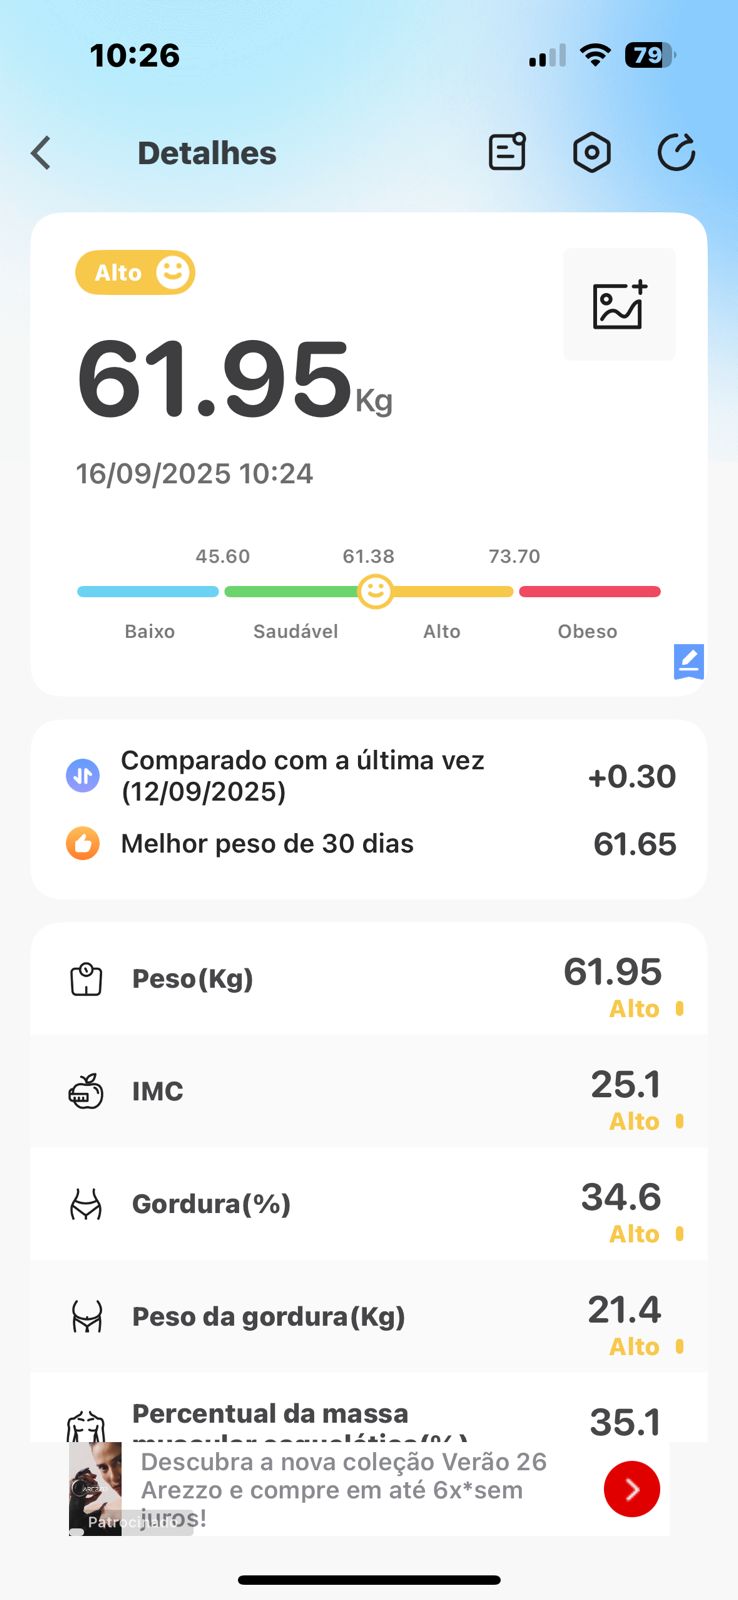 10:26
79
Detalhes
Alto
61.95Kg
16/09/2025 10:24
45.60 61.38 73.70
Baixo Saudável Alto Obeso
Comparado com a última vez
(12/09/2025)
+0.30
Melhor peso de 30 dias
61.65
Peso(Kg)
61.95
Alto
IMC
25.1
Alto
Gordura(%)
34.6
Alto
Peso da gordura(Kg)
21.4
Alto
Percentual da massa
muscular esquelética(%)
35.1
Descubra a nova coleção Verão 26
Arezzo e compre em até 6x*sem
juros!
AREZZO
Patrocinado